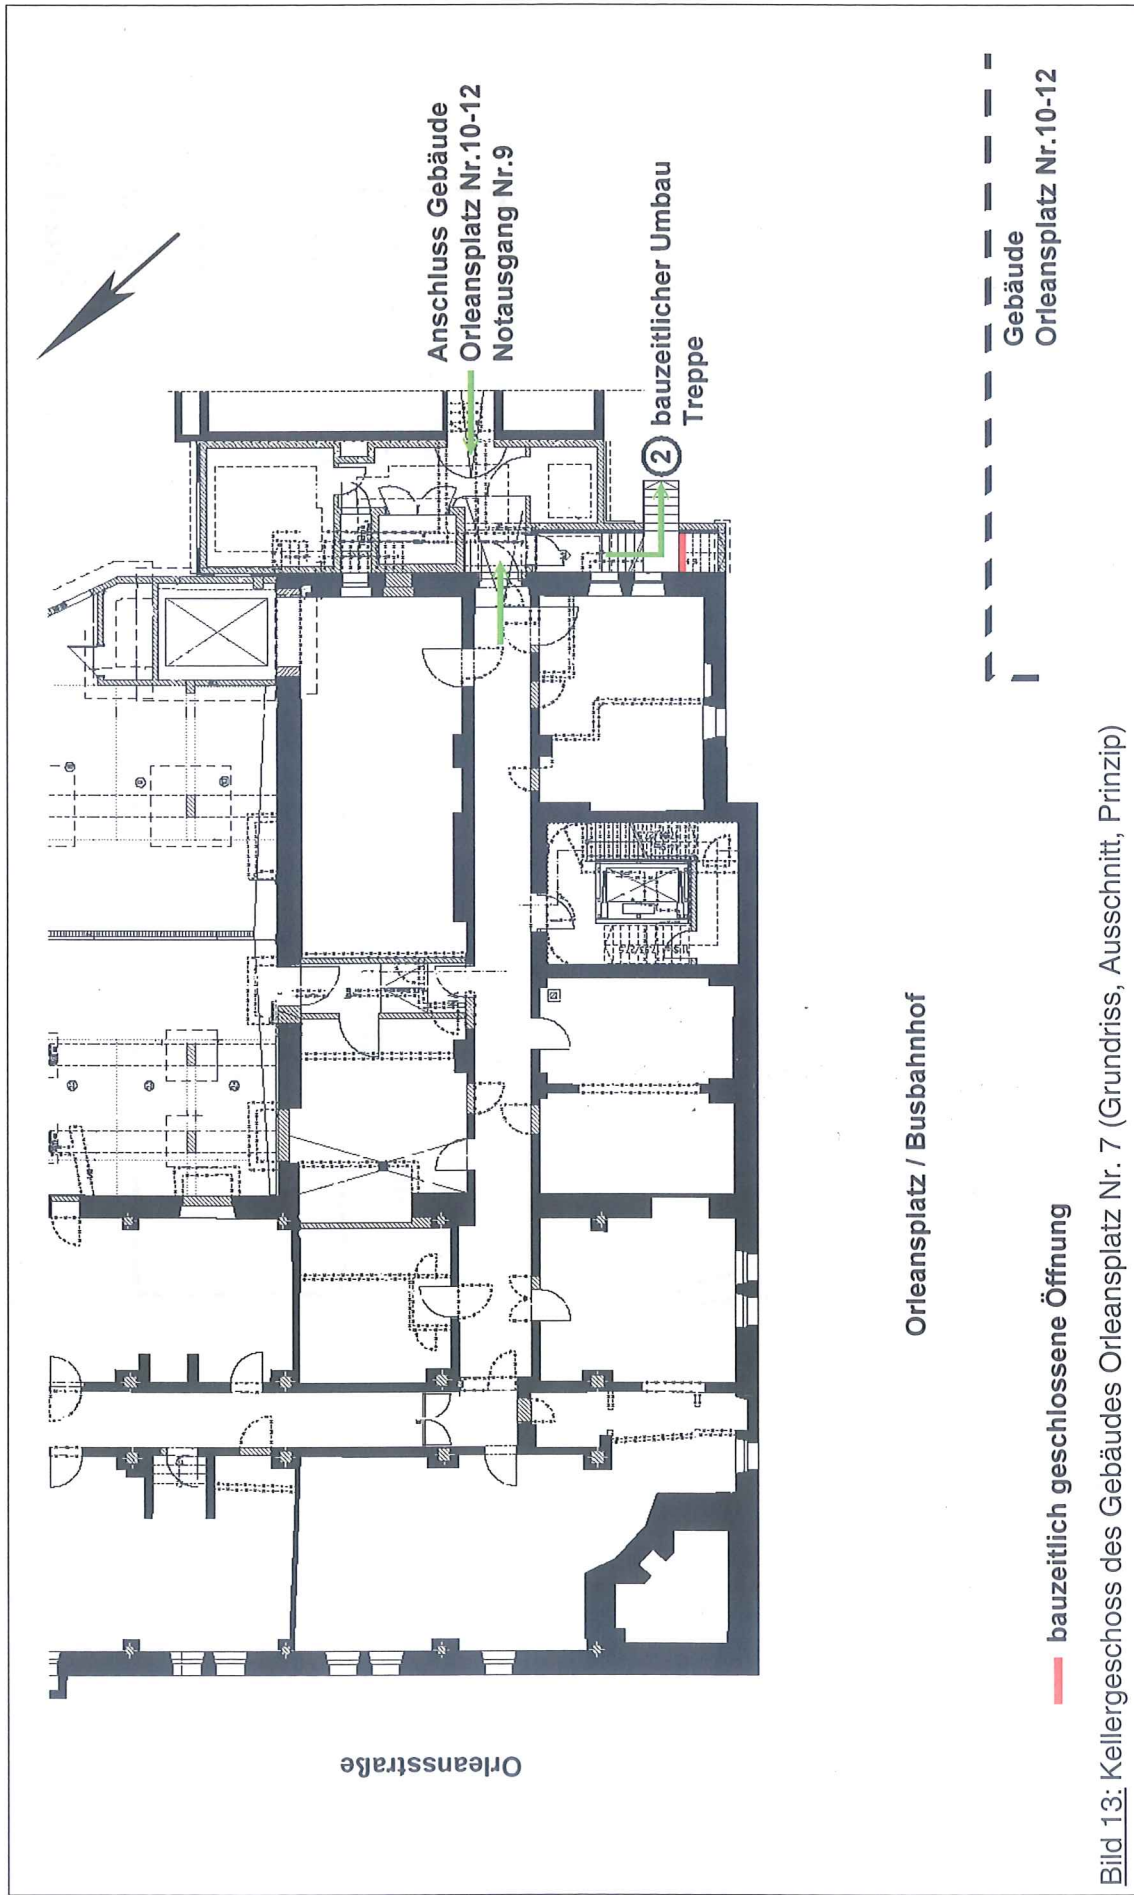 Anschluss Gebäude
Orleansplatz Nr.10-12
Notausgang Nr.9
2 bauzeitlicher Umbau
Treppe
Gebäude
Orleansplatz Nr.10-12
Orleansstraße
Orleansplatz / Busbahnhof
bauzeitlich geschlossene Öffnung
Bild 13: Kellergeschoss des Gebäudes Orleansplatz Nr. 7 (Grundriss, Ausschnitt, Prinzip)